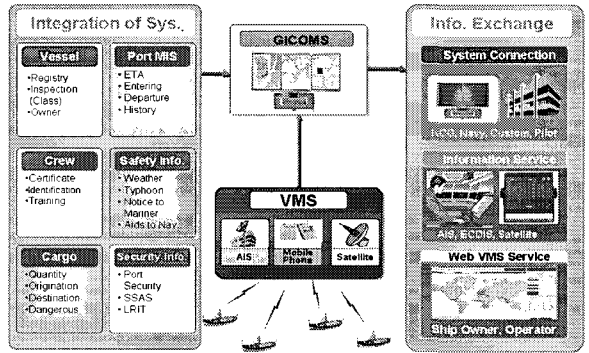 Integration of Sys.
Vessel
•Registry
•Inspection
(Class)
•Owner
Port MIS
• ETA
• Entering
• Departure
• History
Crew
•Certificate
•Identification
•Training
Safety Info.
• Weather
• Typhoon
• Notice to
Mariner
• Aids to Nav.
Cargo
•Quantity
•Origination
•Destination
•Dangerous
Security Info.
• Port
Security
• SSAS
• LRIT
GICOMS
VMS
AIS
Mobile
Phone
Satellite
Info. Exchange
System Connection
Navy, Custom, Pilot
Information Service
AIS, ECDIS, Satellite
Web VMS Service
Ship Owner, Operator